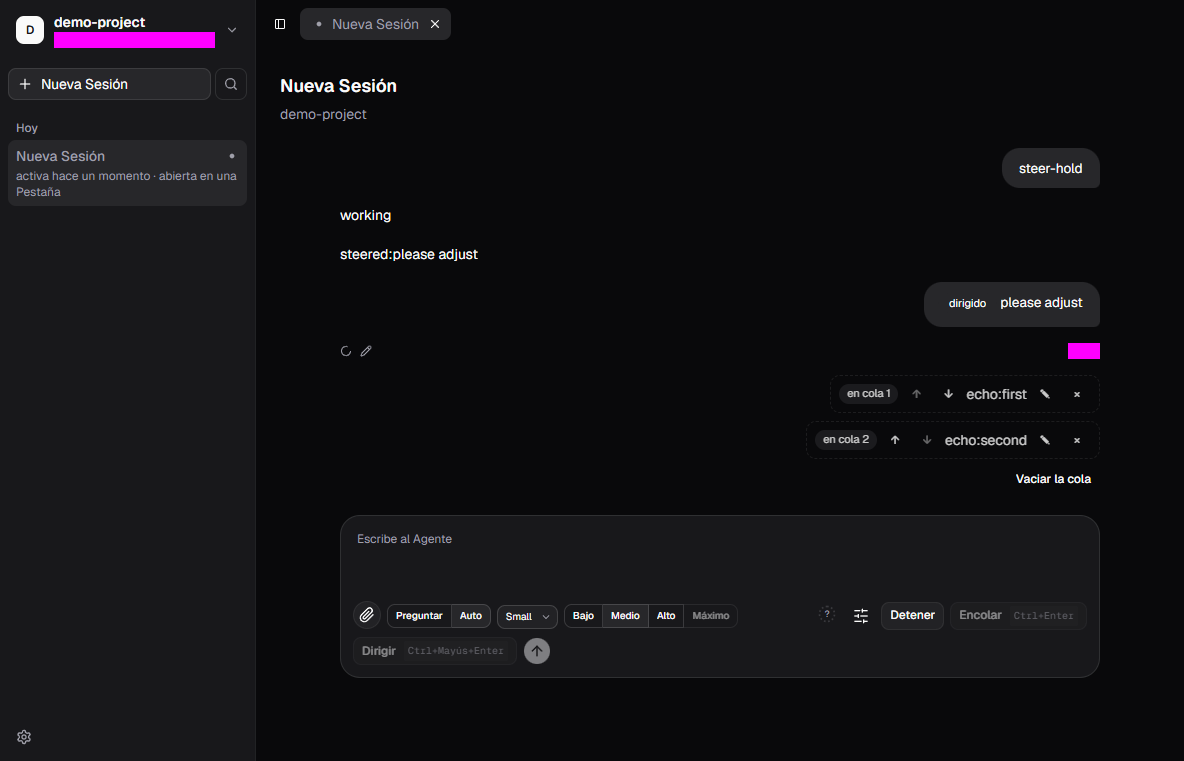 D
demo-project
Nueva Sesión
Hoy
Nueva Sesión
activa hace un momento · abierta en una
Pestaña
Nueva Sesión
Nueva Sesión
demo-project
steer-hold
working
steered:please adjust
dirigido please adjust
en cola 1 echo:first
en cola 2 echo:second
Vaciar la cola
Escribe al Agente
Preguntar Auto Small Bajo Medio Alto Máximo ? Detener Encolar Ctrl+Enter
Dirigir Ctrl+Mayús+Enter